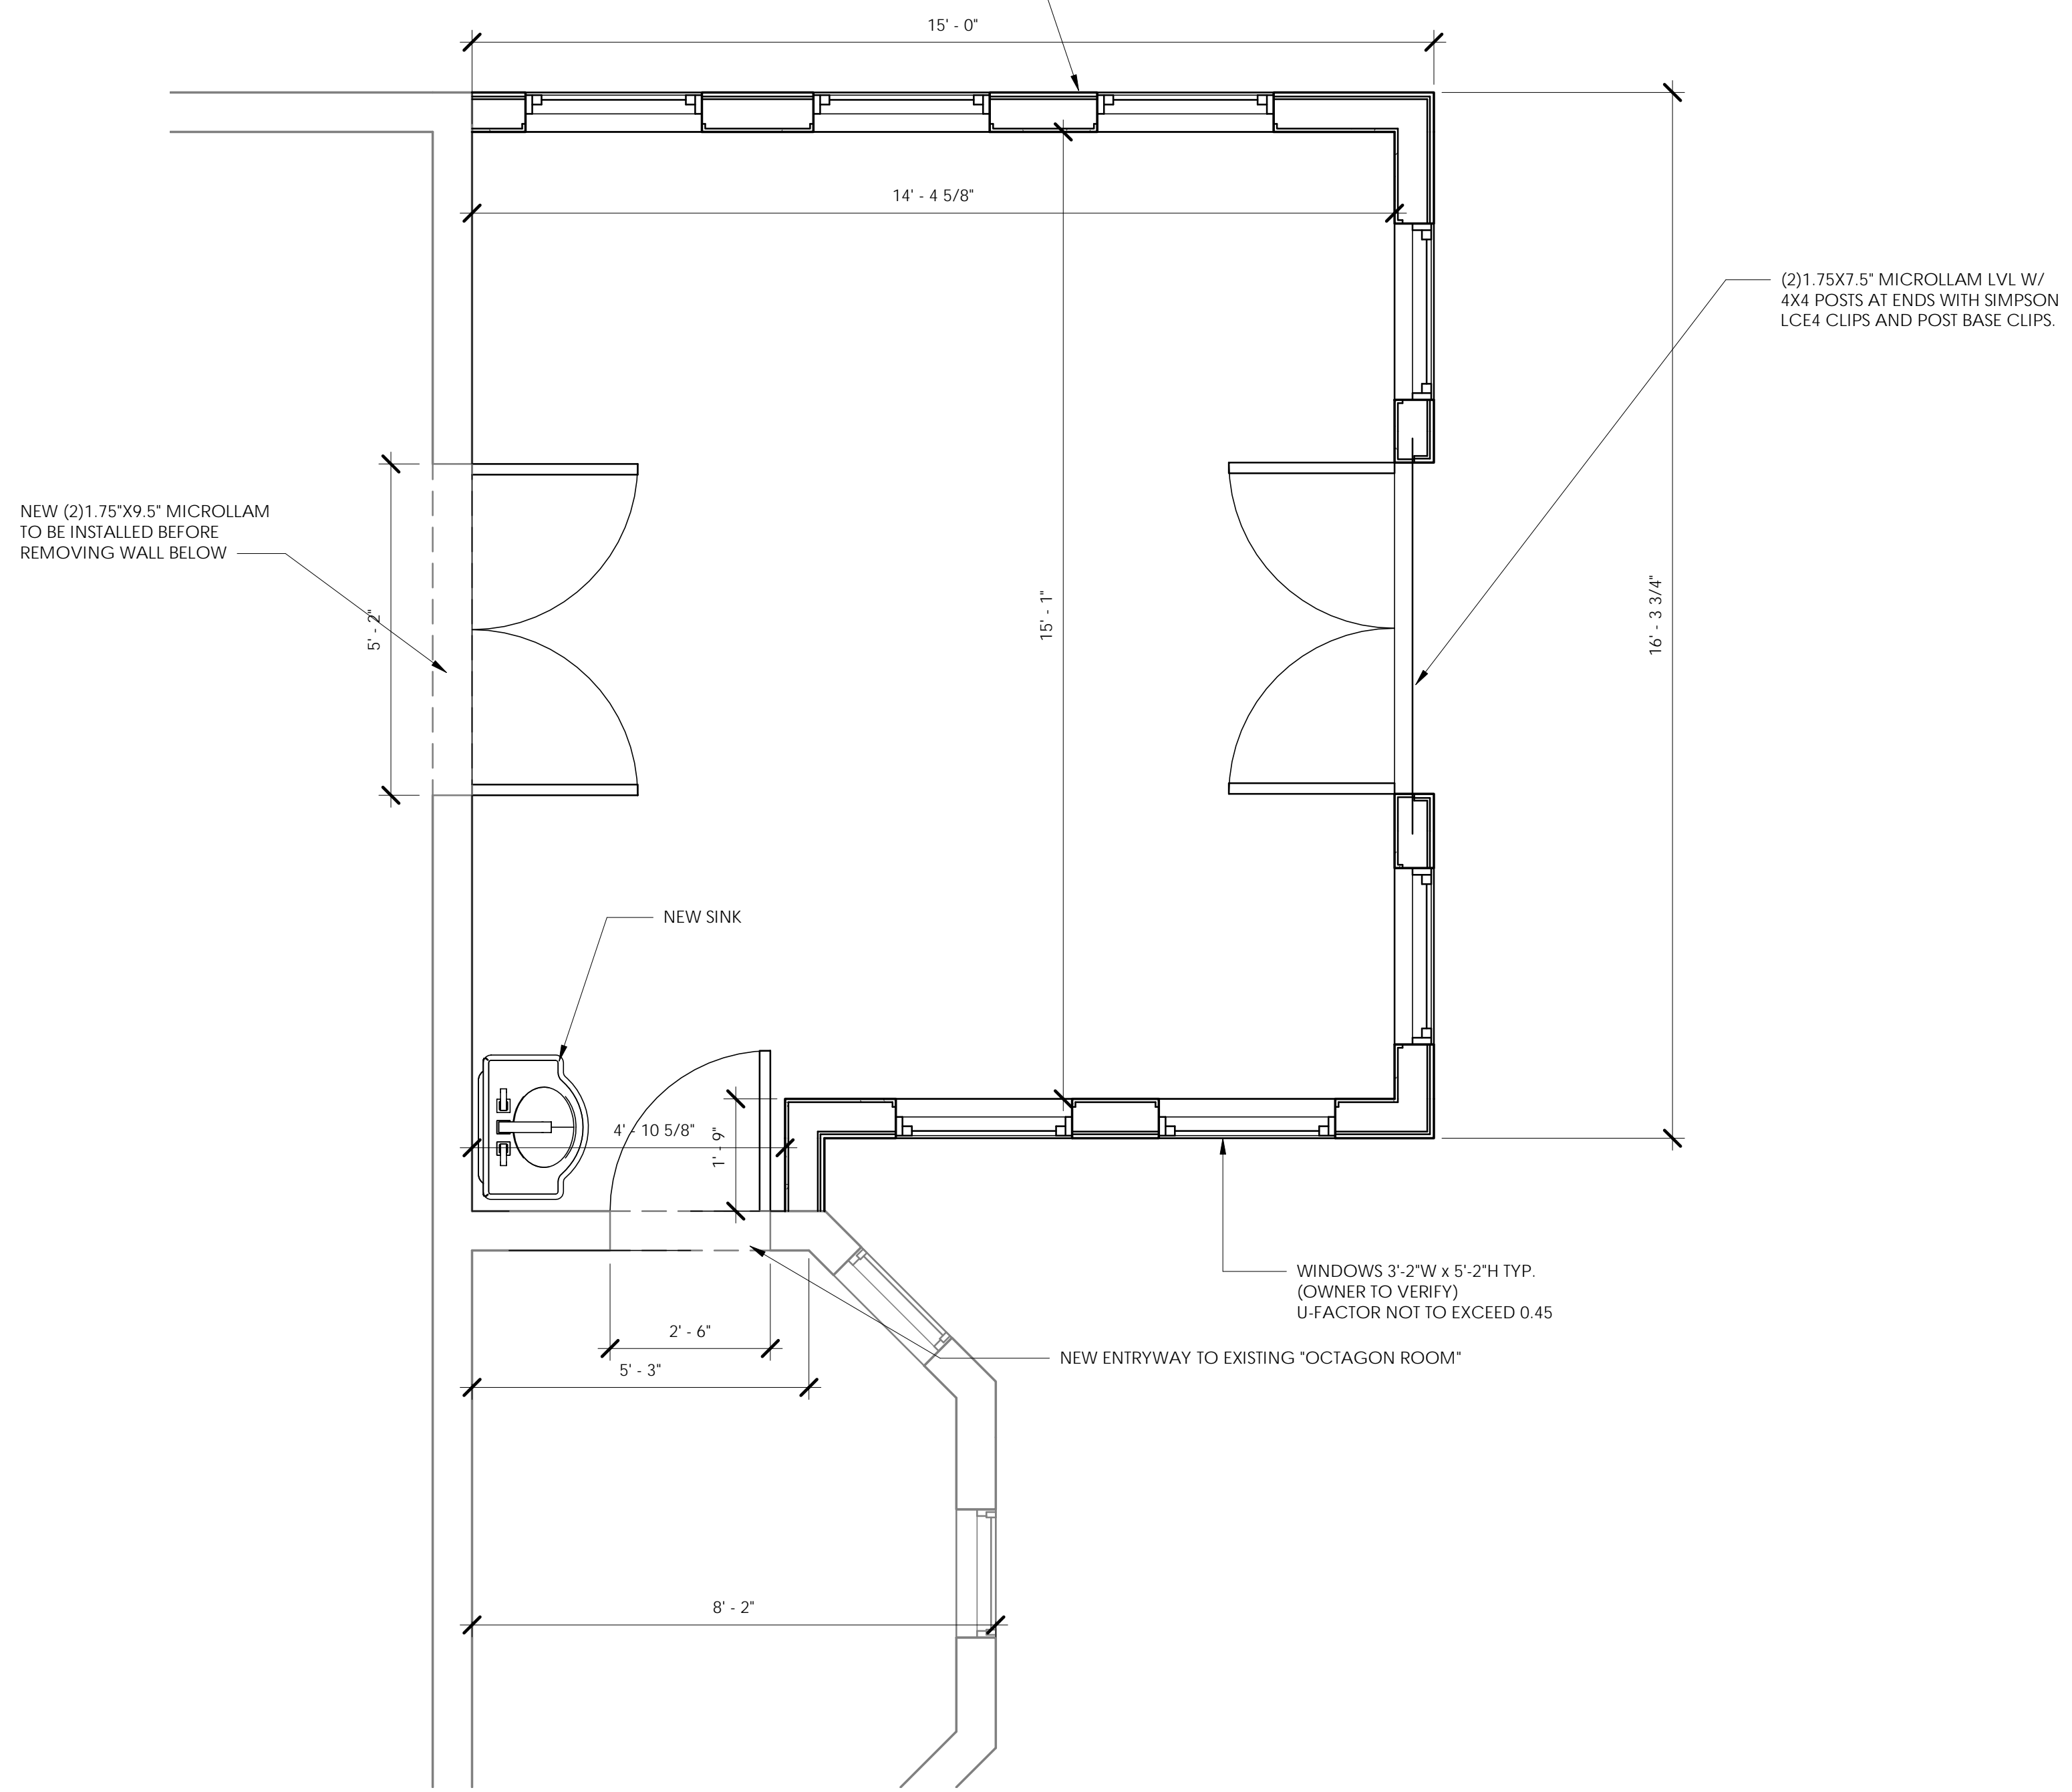 15' - 0"
14' - 4 5/8"
(2)1.75X7.5" MICROLLAM LVL W/
4X4 POSTS AT ENDS WITH SIMPSON
LCE4 CLIPS AND POST BASE CLIPS.
NEW (2)1.75"X9.5" MICROLLAM
TO BE INSTALLED BEFORE
REMOVING WALL BELOW
5' - 2"
15' - 1"
16' - 3 3/4"
NEW SINK
4' - 10 5/8"
1' - 9"
WINDOWS 3'-2"W x 5'-2"H TYP.
(OWNER TO VERIFY)
U-FACTOR NOT TO EXCEED 0.45
2' - 6"
NEW ENTRYWAY TO EXISTING "OCTAGON ROOM"
5' - 3"
8' - 2"